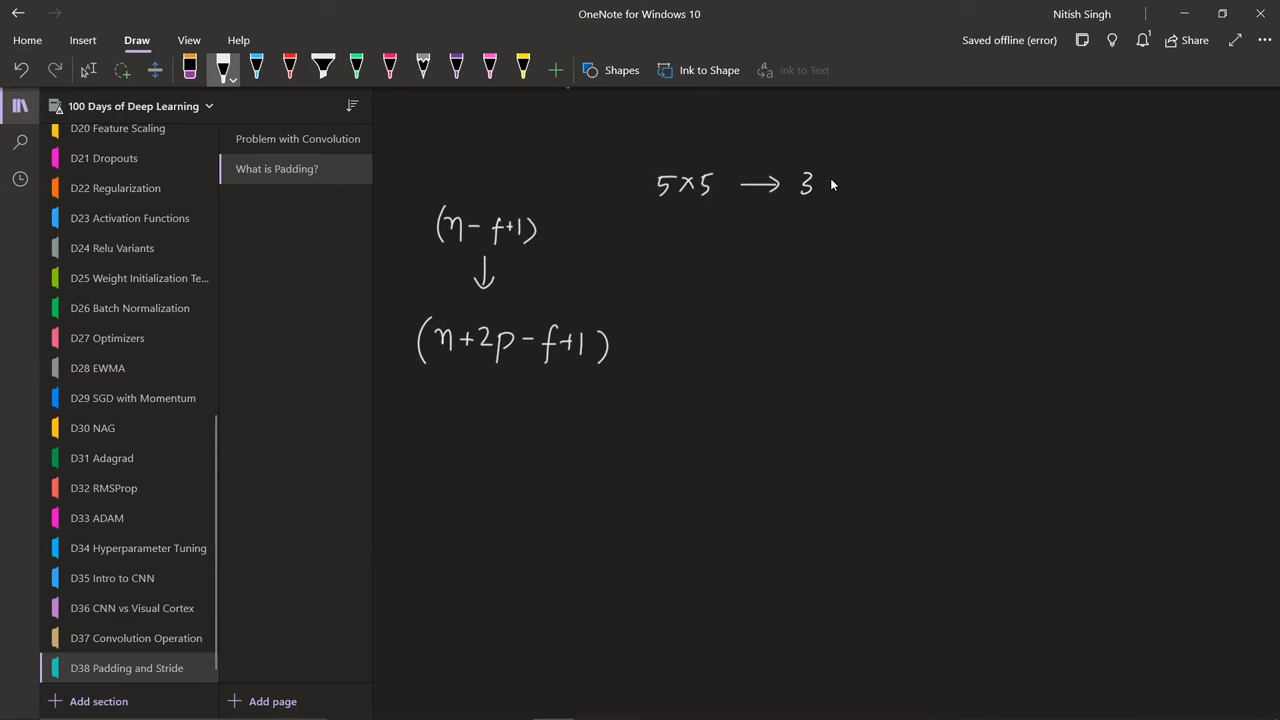 OneNote for Windows 10
Nitish Singh
Home Insert Draw View Help
Saved offline (error)
Share
Shapes
Ink to Shape
Ink to Text
100 Days of Deep Learning
D20 Feature Scaling
D21 Dropouts
D22 Regularization
D23 Activation Functions
D24 Relu Variants
D25 Weight Initialization Te...
D26 Batch Normalization
D27 Optimizers
D28 EWMA
D29 SGD with Momentum
D30 NAG
D31 Adagrad
D32 RMSProp
D33 ADAM
D34 Hyperparameter Tuning
D35 Intro to CNN
D36 CNN vs Visual Cortex
D37 Convolution Operation
D38 Padding and Stride
Add section
Problem with Convolution
What is Padding?
Add page
5×5 → 3
(n - f+1)
↓
(n+2p - f+1)